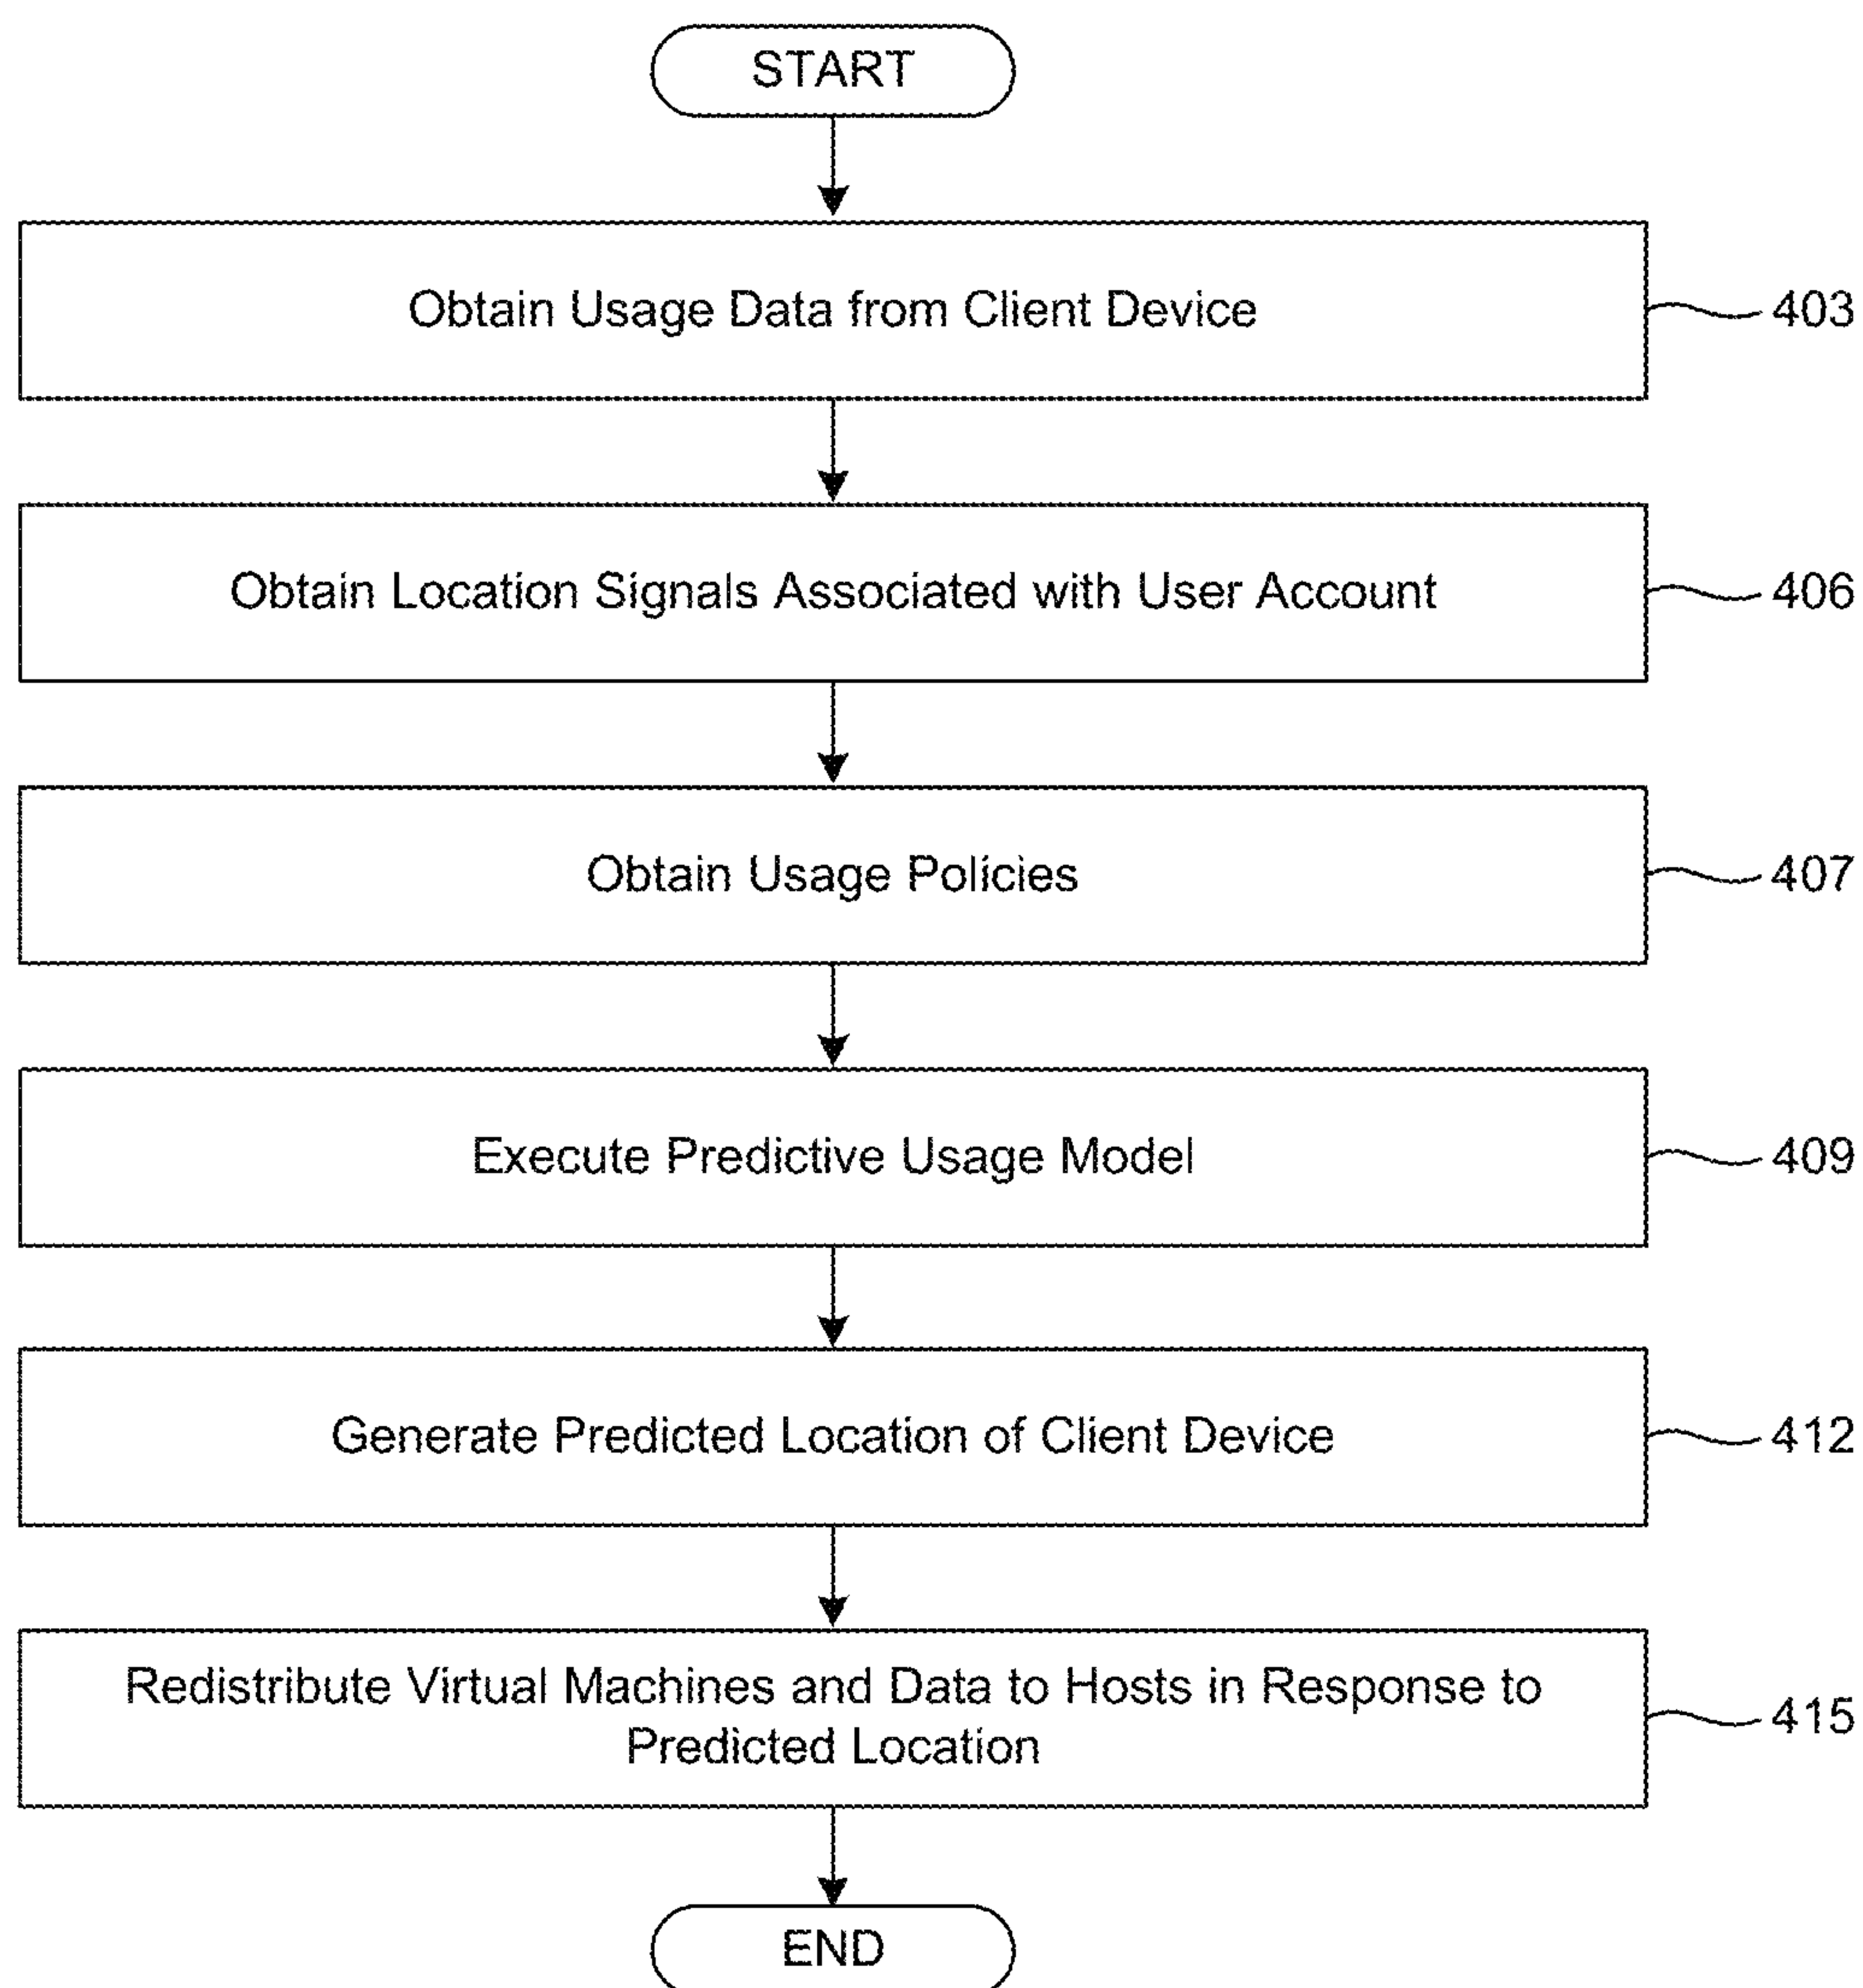 START
Obtain Usage Data from Client Device
403
Obtain Location Signals Associated with User Account
406
Obtain Usage Policies
407
Execute Predictive Usage Model
409
Generate Predicted Location of Client Device
412
Redistribute Virtual Machines and Data to Hosts in Response to
Predicted Location
415
END